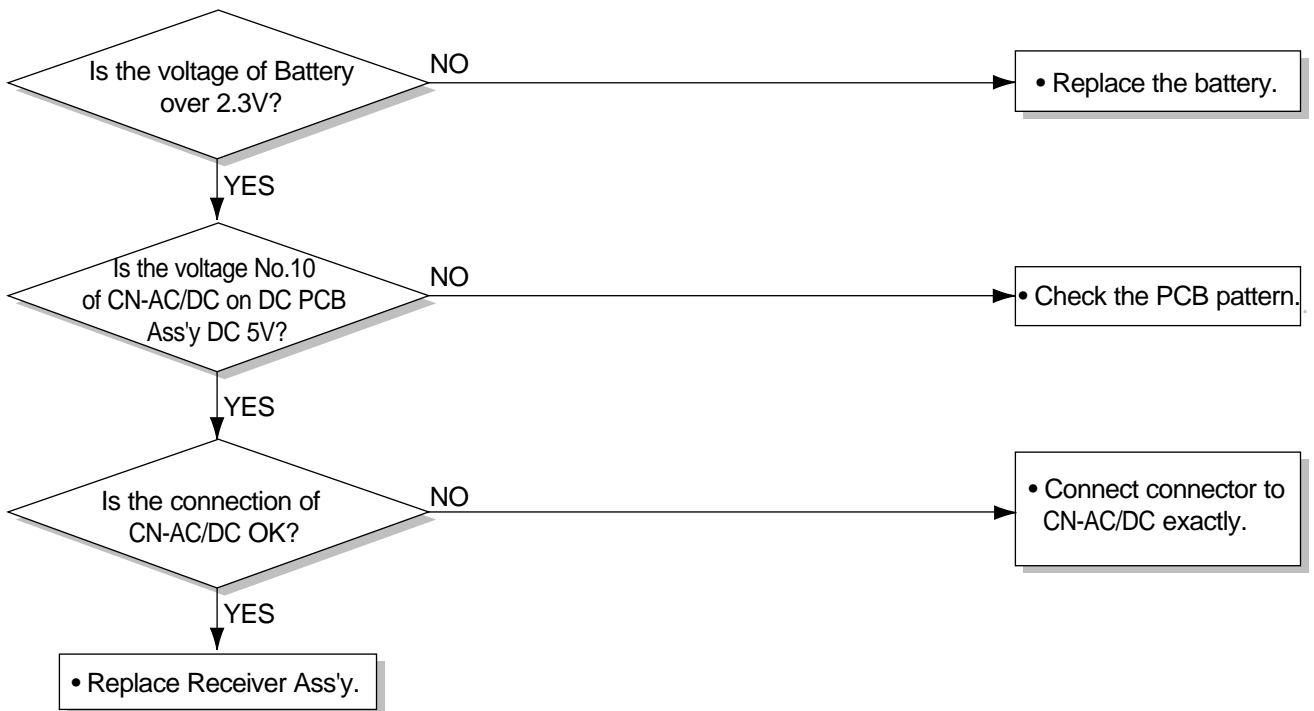 Is the voltage of Battery
over 2.3V?
NO
• Replace the battery.
YES
Is the voltage No.10
of CN-AC/DC on DC PCB
Ass'y DC 5V?
NO
• Check the PCB pattern.
YES
Is the connection of
CN-AC/DC OK?
NO
• Connect connector to
CN-AC/DC exactly.
YES
• Replace Receiver Ass'y.